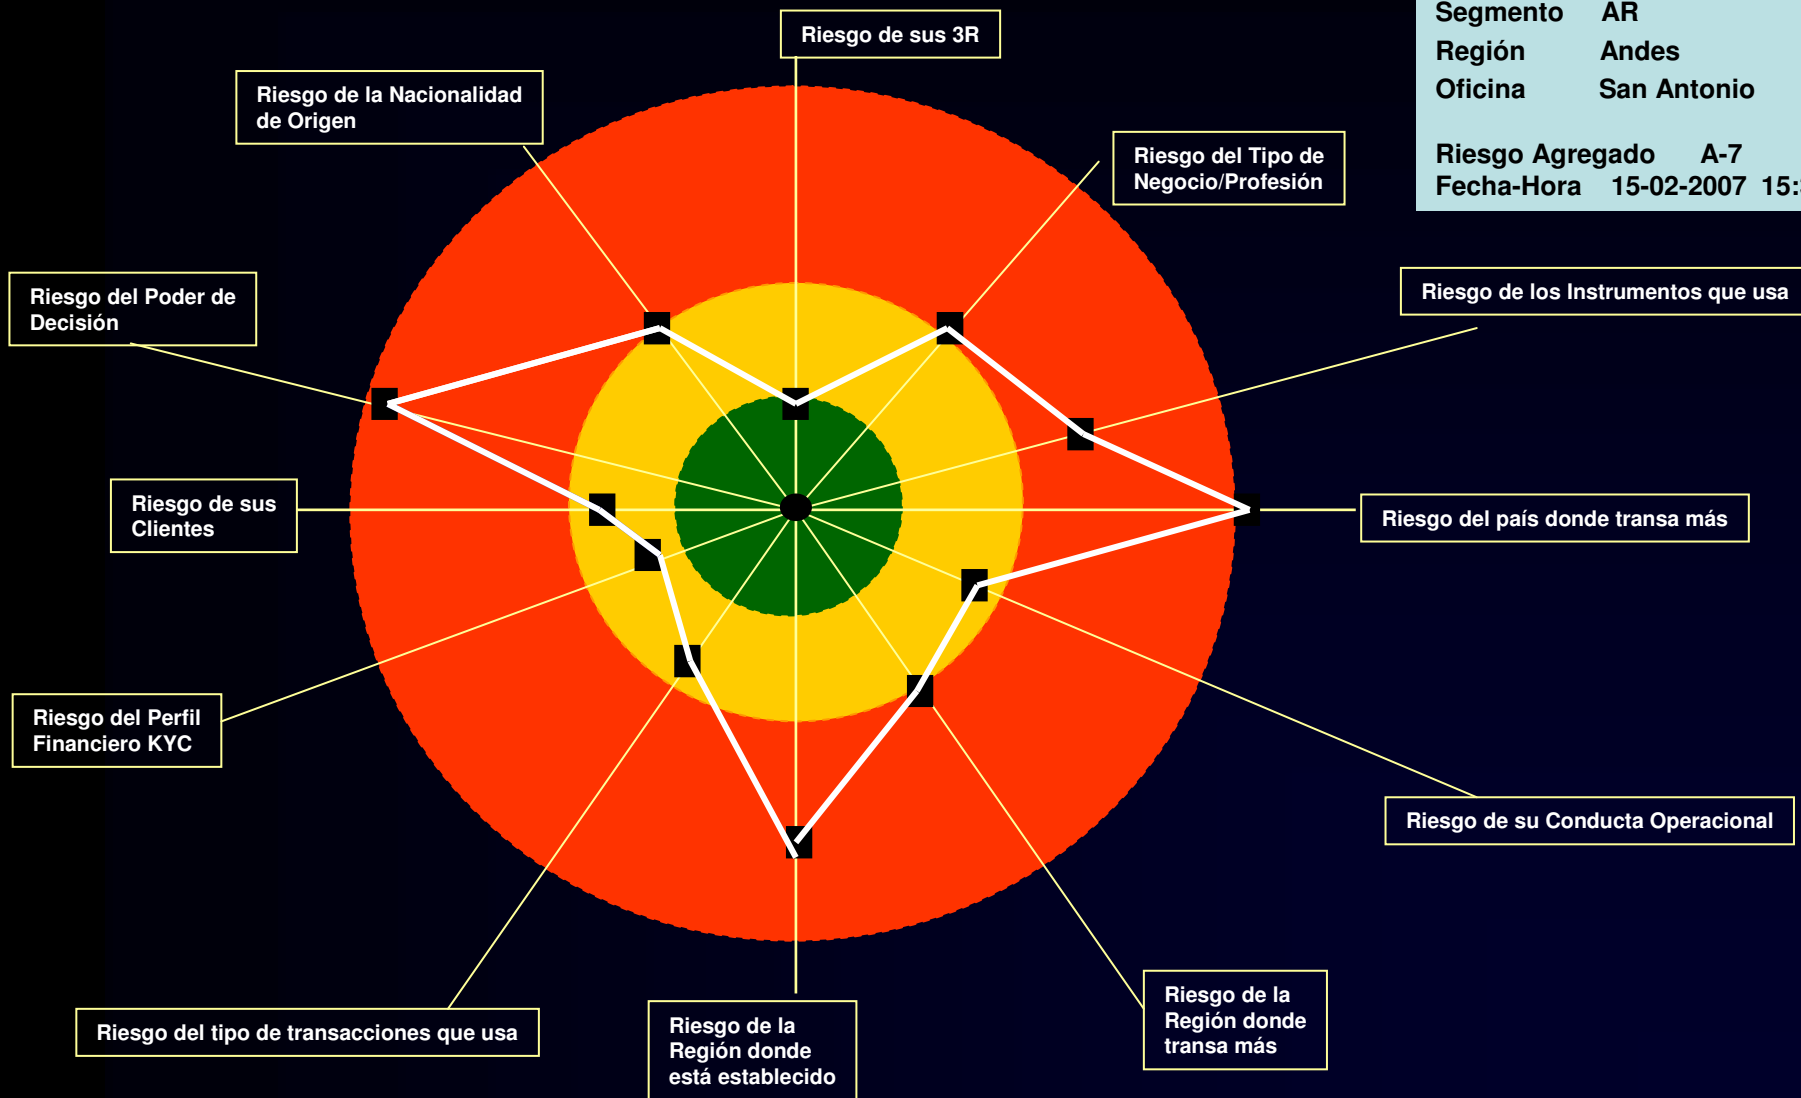 Riesgo de sus 3R
Segmento AR
Región Andes
Oficina San Antonio
Riesgo Agregado A-7
Fecha-Hora 15-02-2007
Riesgo de la Nacionalidad
de Origen
Riesgo del Tipo de
Negocio/Profesión
Riesgo del Poder de
Decisión
Riesgo de los Instrumentos que usa
Riesgo de sus
Clientes
Riesgo del país donde transa más
Riesgo del Perfil
Financiero KYC
Riesgo de su Conducta Operacional
Riesgo del tipo de transacciones que usa
Riesgo de la
Región donde
está establecido
Riesgo de la
Región donde
transa más